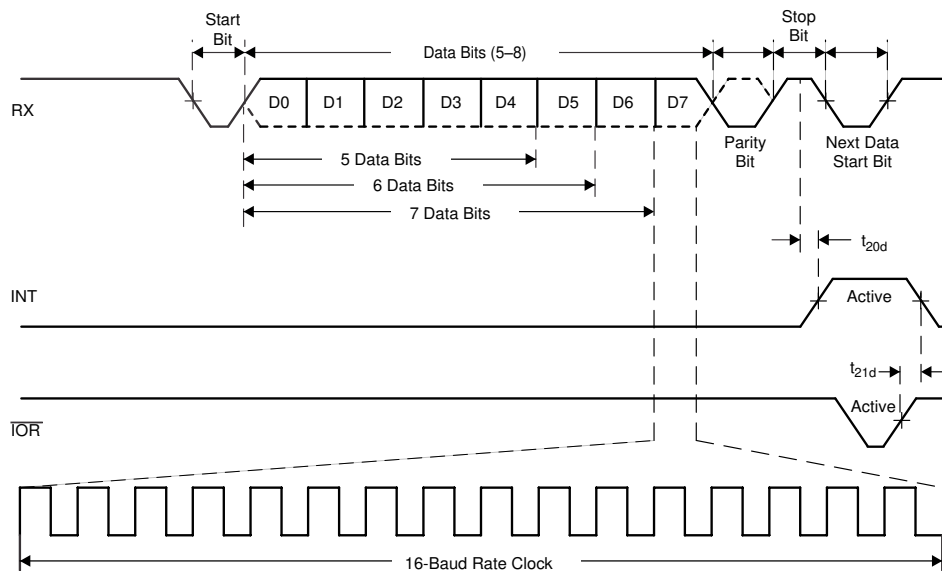 Start
Bit
Data Bits (5–8)
Stop
Bit
RX
D0 D1 D2 D3 D4 D5 D6 D7
Parity
Bit
Next Data
Start Bit
5 Data Bits
6 Data Bits
7 Data Bits
t20d
INT
Active
t21d
Active
IOR
16-Baud Rate Clock